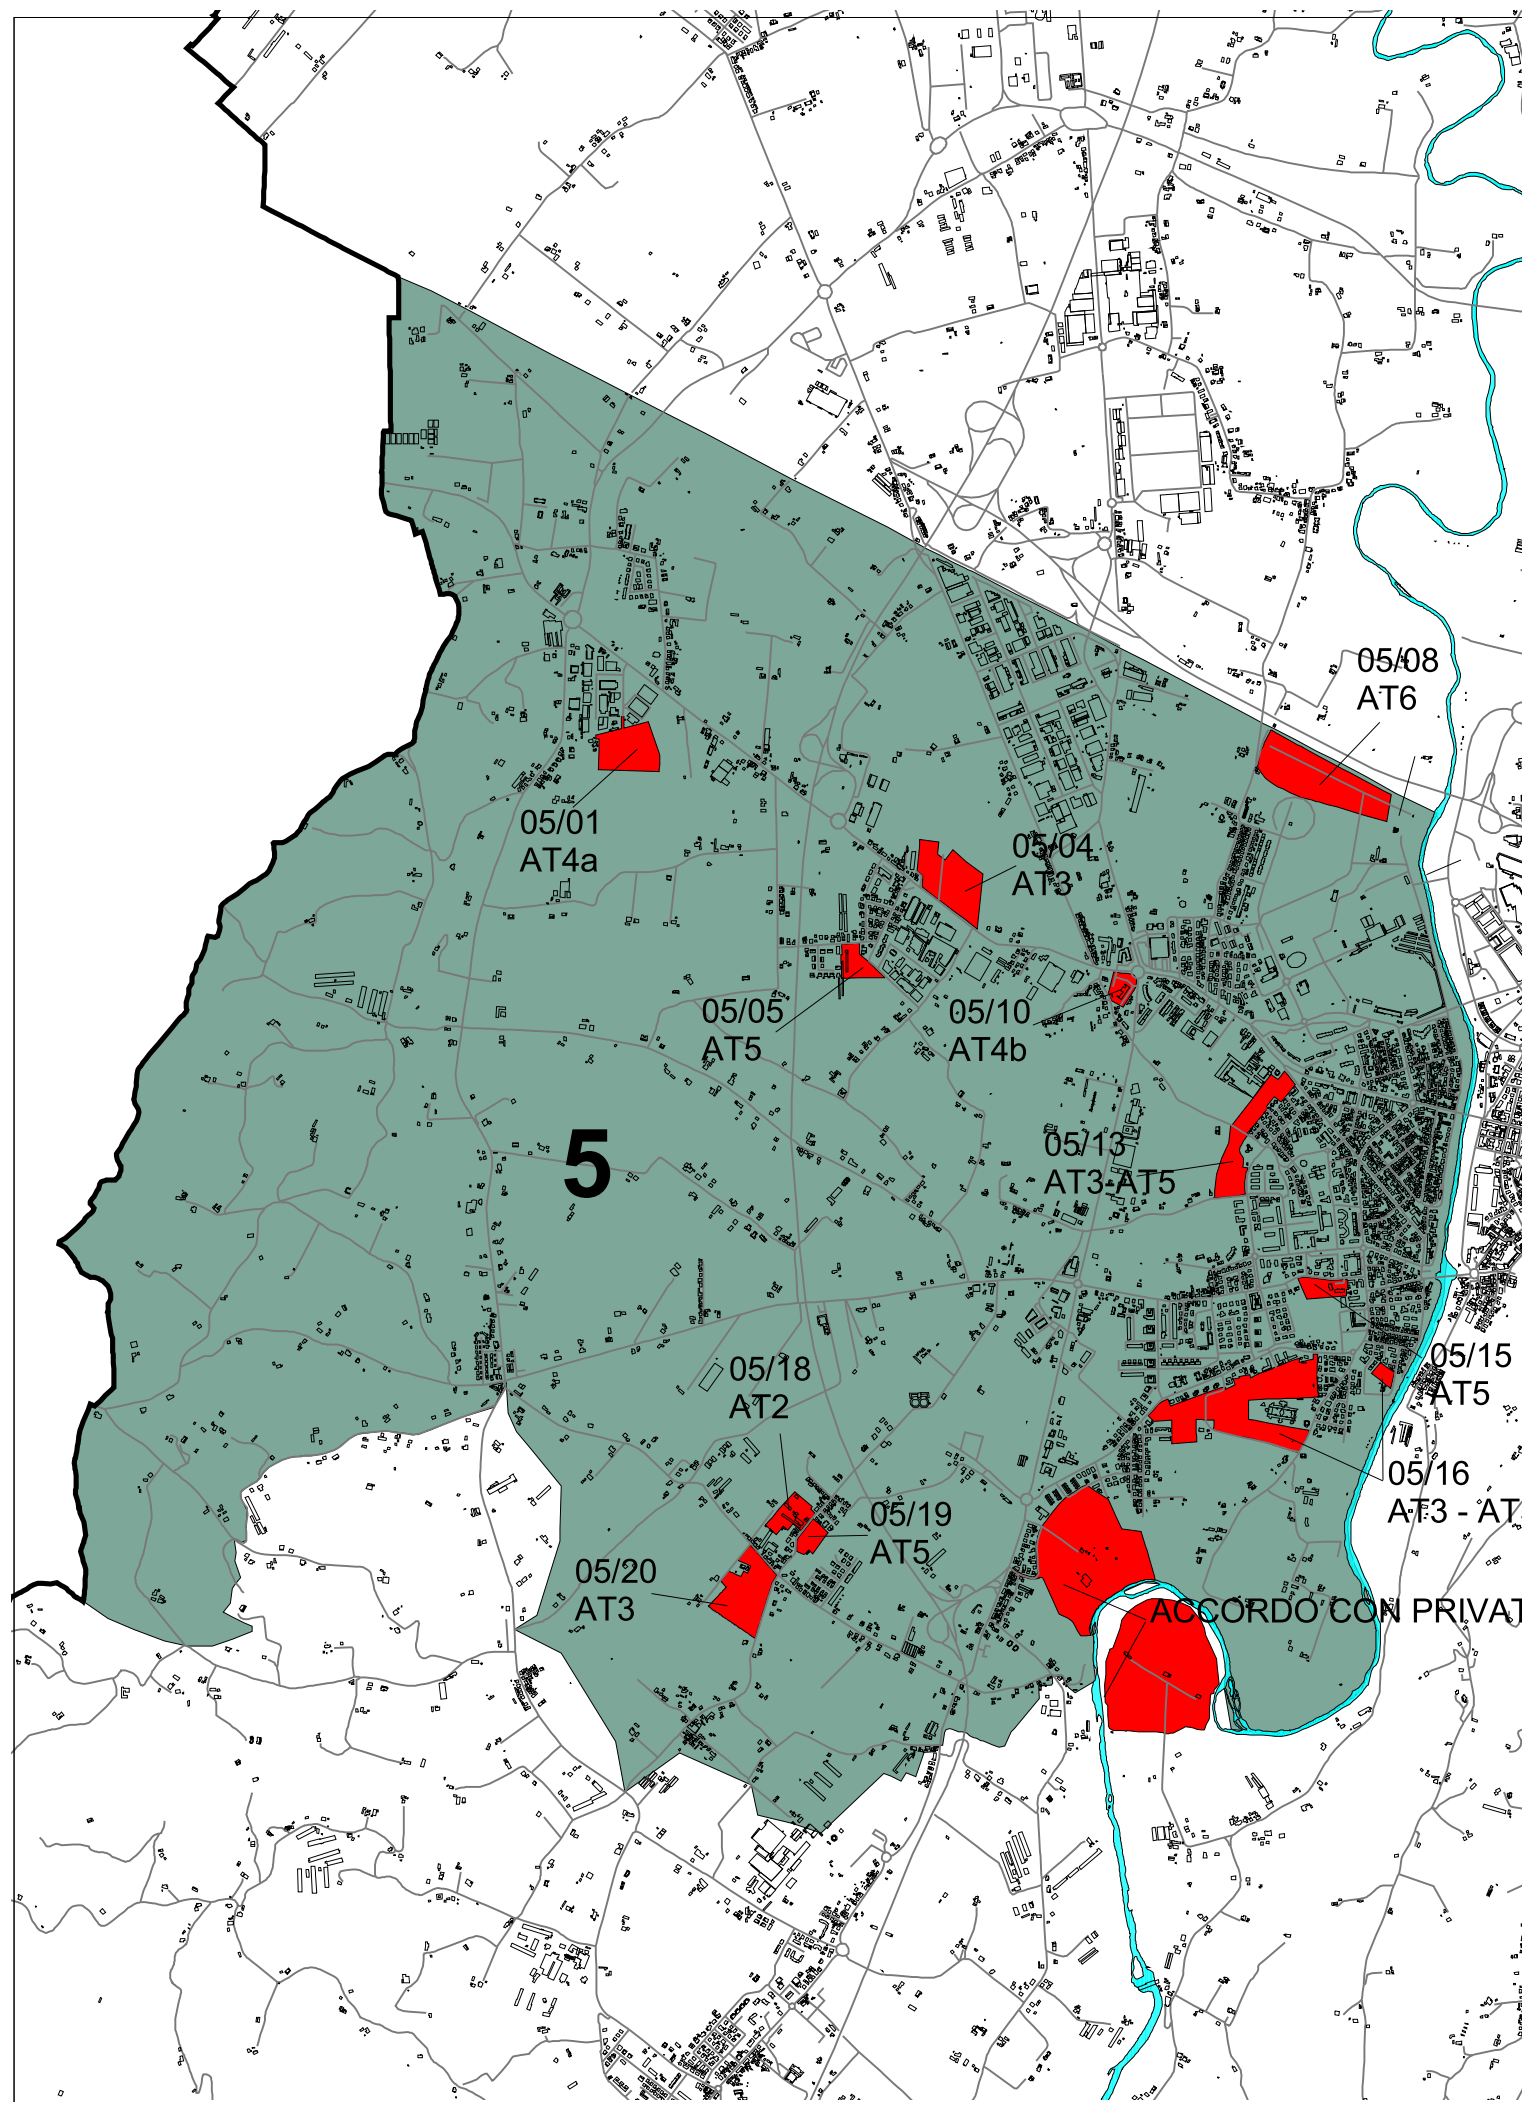 05/08
AT6
05/01
AT4a
05/04
AT3
05/05
AT5
05/10
AT4b
5
05/13
AT3-AT5
05/18
AT2
05/15
AT5
05/16
AT3 - AT
05/19
AT5
05/20
AT3
ACCORDO CON PRIVAT